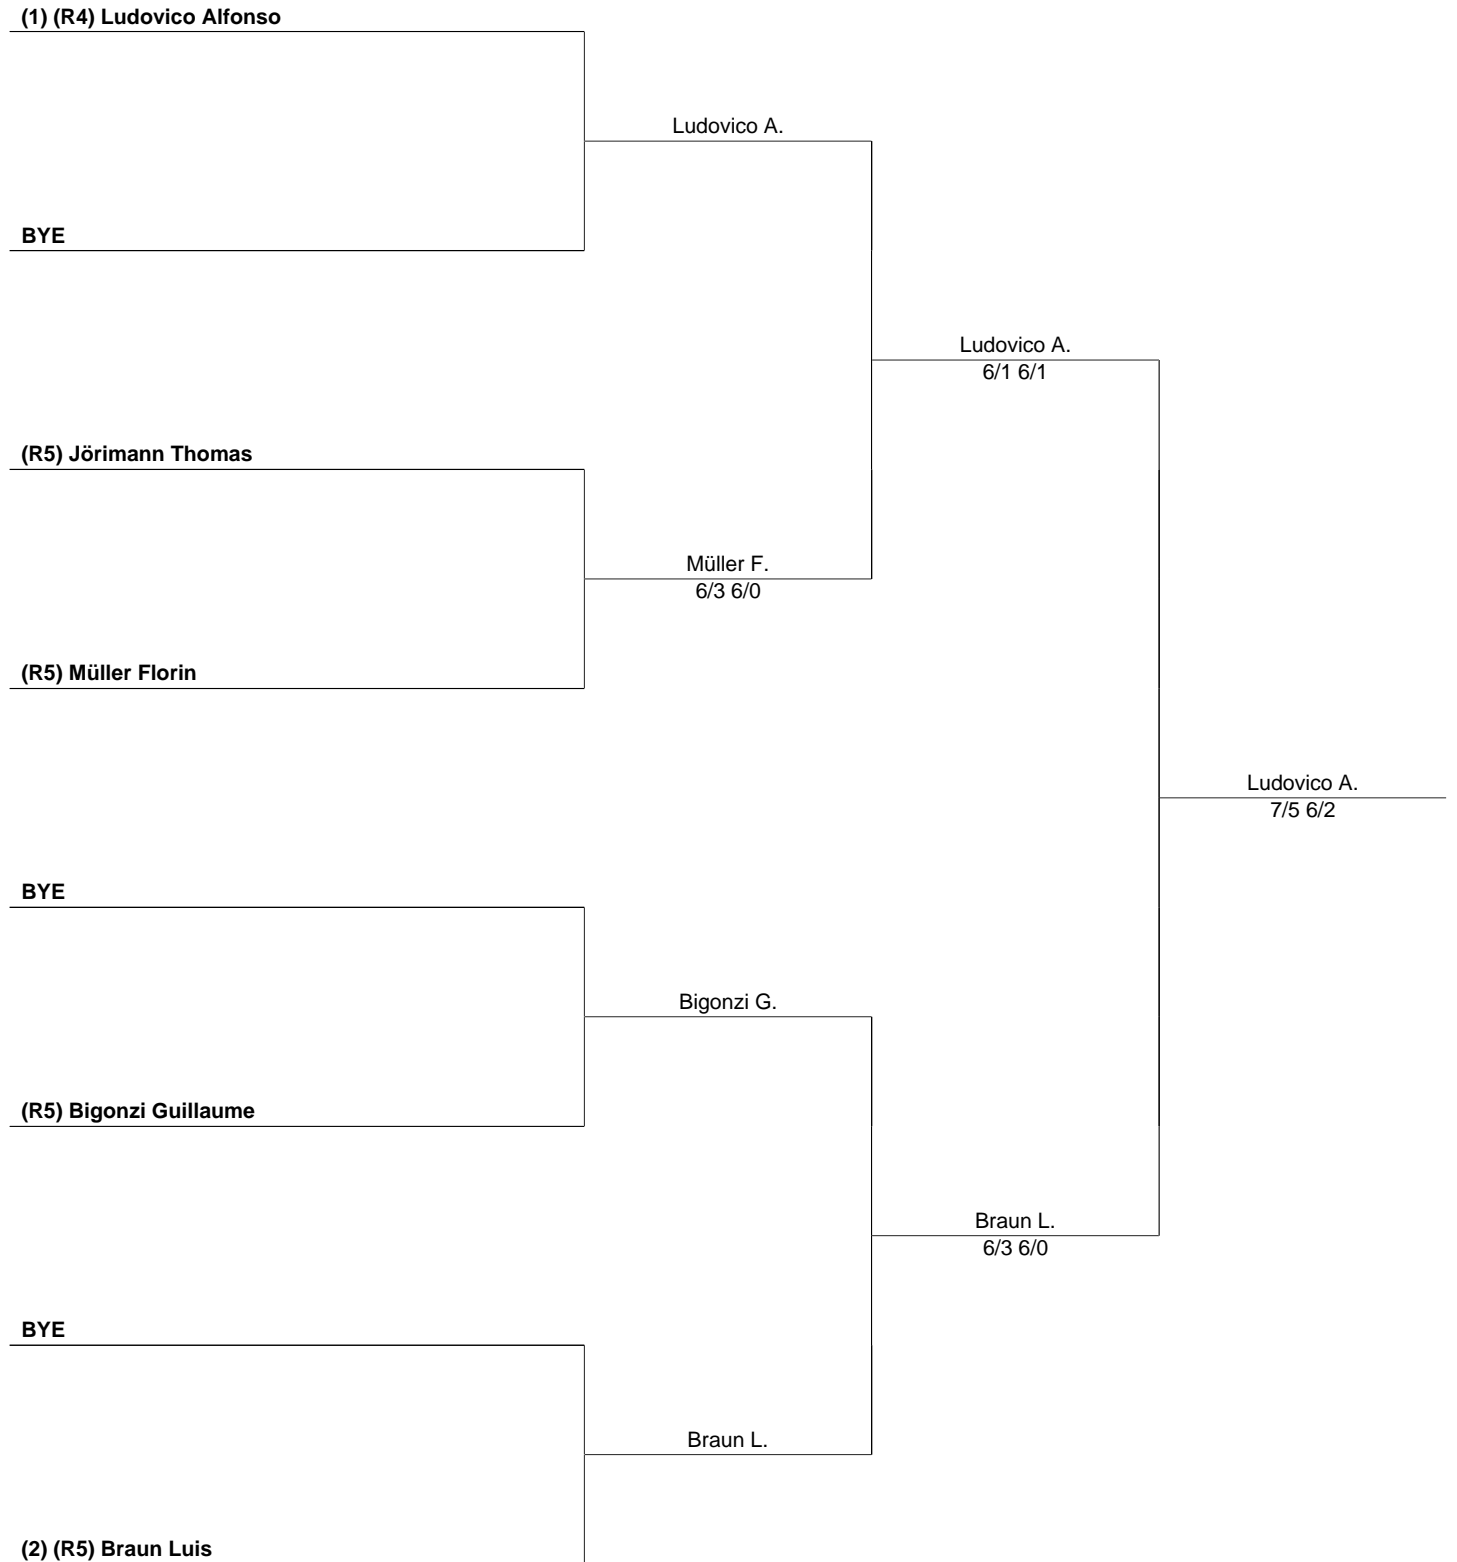 (1) (R4) Ludovico Alfonso
Ludovico A.
BYE
Ludovico A.
6/1 6/1
(R5) Jörimann Thomas
Müller F.
6/3 6/0
(R5) Müller Florin
Ludovico A.
7/5 6/2
BYE
Bigonzi G.
(R5) Bigonzi Guillaume
Braun L.
6/3 6/0
BYE
Braun L.
(2) (R5) Braun Luis